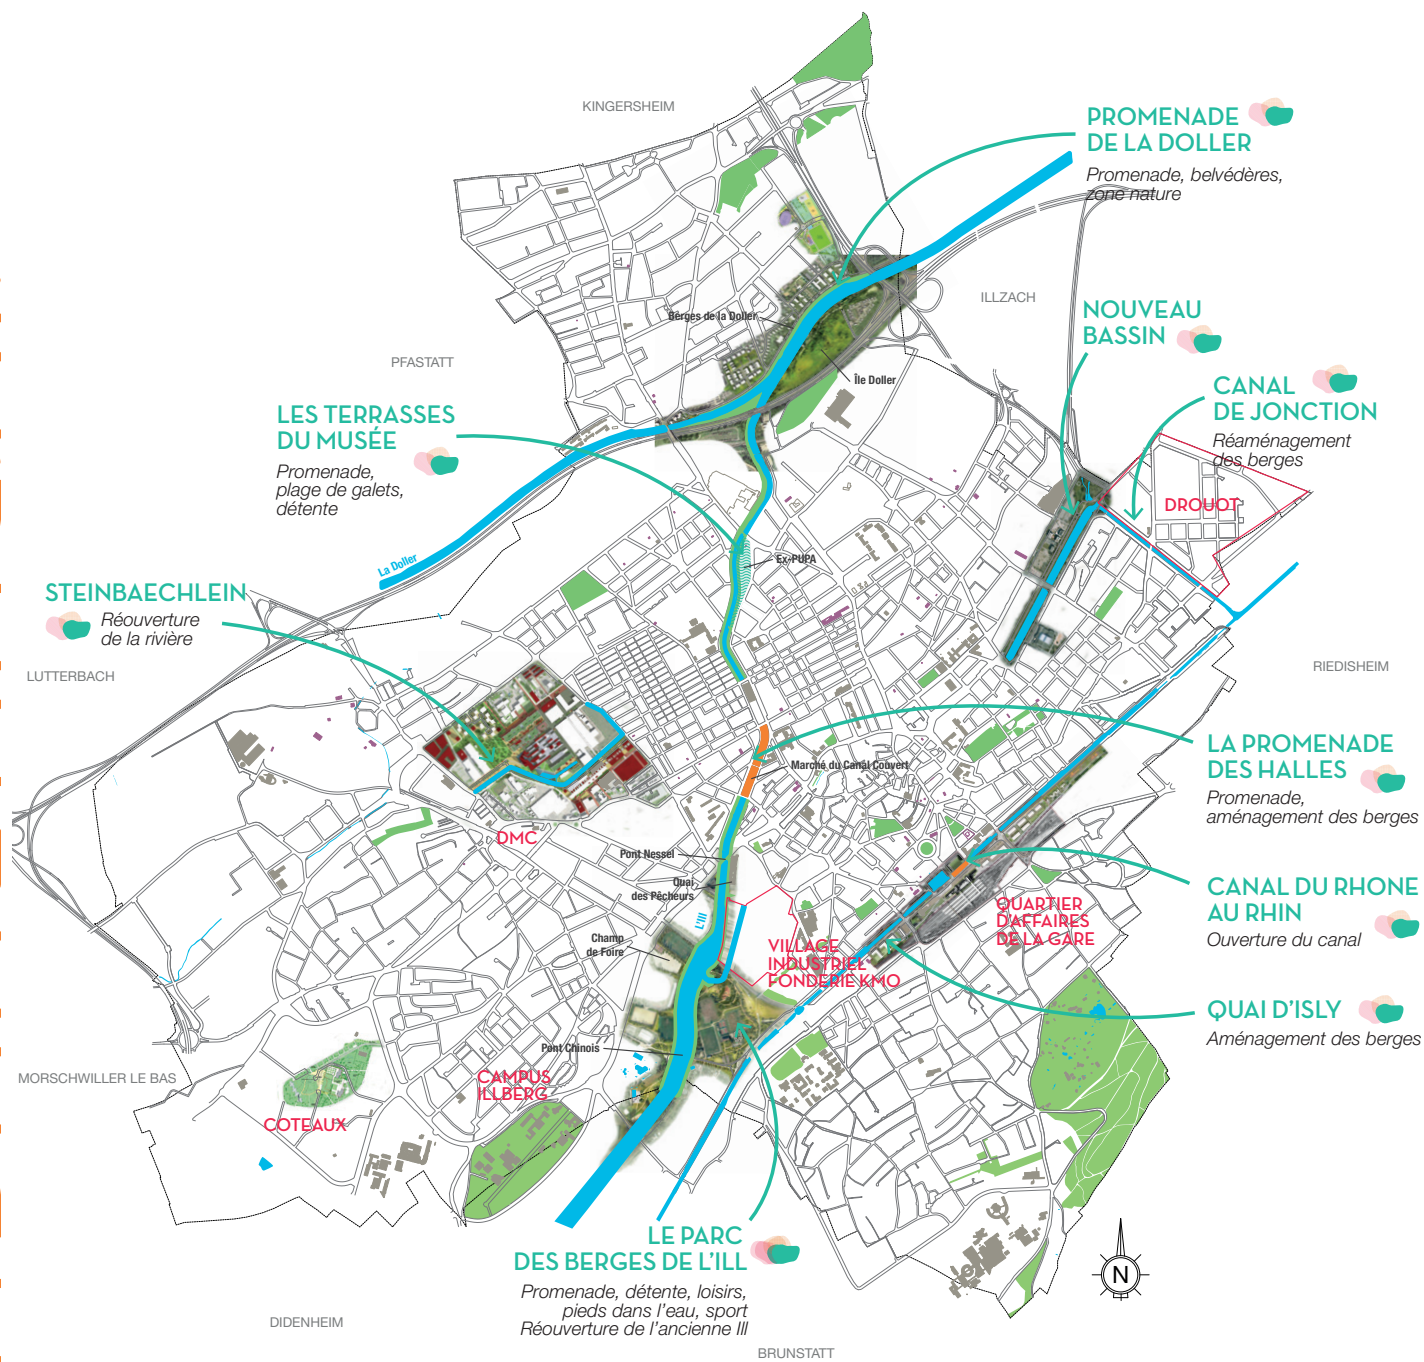 KINGERSHEIM
PROMENADE
DE LA DOLLER
Promenade, belvédères,
zone nature
ILLZACH
NOUVEAU
BASSIN
Berges de la Doller
PFASTATT
Île Doller
CANAL
DE JONCTION
Réaménagement
des berges
LES TERRASSES
DU MUSÉE
Promenade,
plage de galets,
détente
DROUOT
La Doller
Ex-PUPA
STEINBAECHLEIN
Réouverture
de la rivière
LUTTERBACH
RIEDISHEIM
LA PROMENADE
DES HALLES
Promenade,
aménagement des berges
Marché du Canal Couvert
DMC
Pont Nessel
Quai
des Pêcheurs
CANAL DU RHONE
AU RHIN
Ouverture du canal
QUARTIER
D'AFFAIRES
DE LA GARE
L'Ill
Champ
de Foire
VILLAGE
INDUSTRIEL
FONDERIE KMO
QUAI D'ISLY
Aménagement des berges
Pont Chinois
MORSCHWILLER LE BAS
CAMPUS
ILLBERG
COTEAUX
LE PARC
DES BERGES DE L'ILL
Promenade, détente, loisirs,
pieds dans l'eau, sport
Réouverture de l'ancienne Ill
N
DIDENHEIM
BRUNSTATT